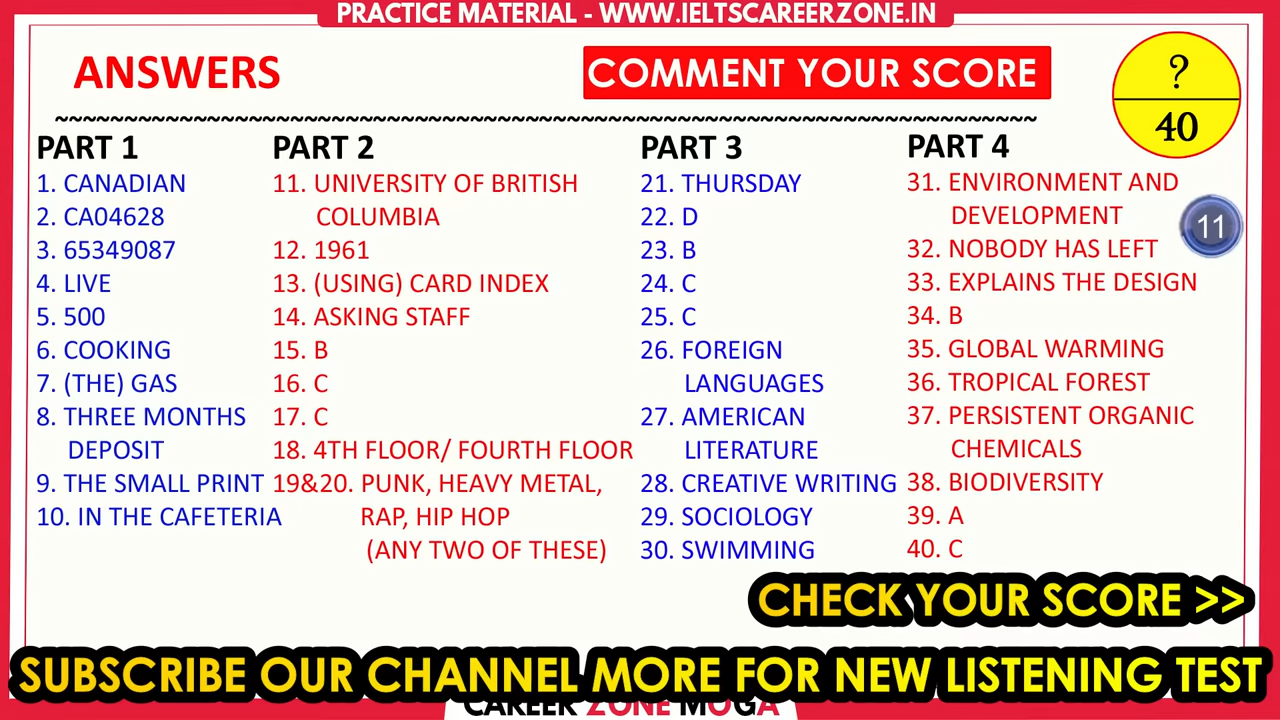 PRACTICE MATERIAL - WWW.IELTSCAREERZONE.IN
ANSWERS
COMMENT YOUR SCORE
?
40
~~~~~~~~~~~~~~~~~~~~~~~~~~~~~~~~~~~~~~~~~~~~~~~~~~~~~~~~~~~~~~~~~~~~~~~~~
PART 1
1. CANADIAN
2. CA04628
3. 65349087
4. LIVE
5. 500
6. COOKING
7. (THE) GAS
8. THREE MONTHS
DEPOSIT
9. THE SMALL PRINT
10. IN THE CAFETERIA
PART 2
11. UNIVERSITY OF BRITISH
COLUMBIA
12. 1961
13. (USING) CARD INDEX
14. ASKING STAFF
15. B
16. C
17. C
18. 4TH FLOOR/ FOURTH FLOOR
19&20. PUNK, HEAVY METAL,
RAP, HIP HOP
(ANY TWO OF THESE)
PART 3
21. THURSDAY
22. D
23. B
24. C
25. C
26. FOREIGN
LANGUAGES
27. AMERICAN
LITERATURE
28. CREATIVE WRITING
29. SOCIOLOGY
30. SWIMMING
PART 4
31. ENVIRONMENT AND
DEVELOPMENT
32. NOBODY HAS LEFT
33. EXPLAINS THE DESIGN
34. B
35. GLOBAL WARMING
36. TROPICAL FOREST
37. PERSISTENT ORGANIC
CHEMICALS
38. BIODIVERSITY
39. A
40. C
11
CHECK YOUR SCORE >>
SUBSCRIBE OUR CHANNEL MORE FOR NEW LISTENING TEST
CAREER ZONE MOGA